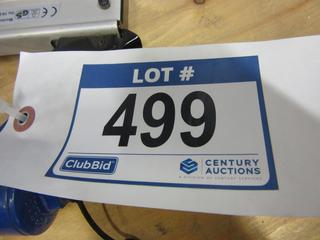 LOT #
499
ClubBid
CENTURY
AUCTIONS
A DIVISION OF CENTURY SERVICES